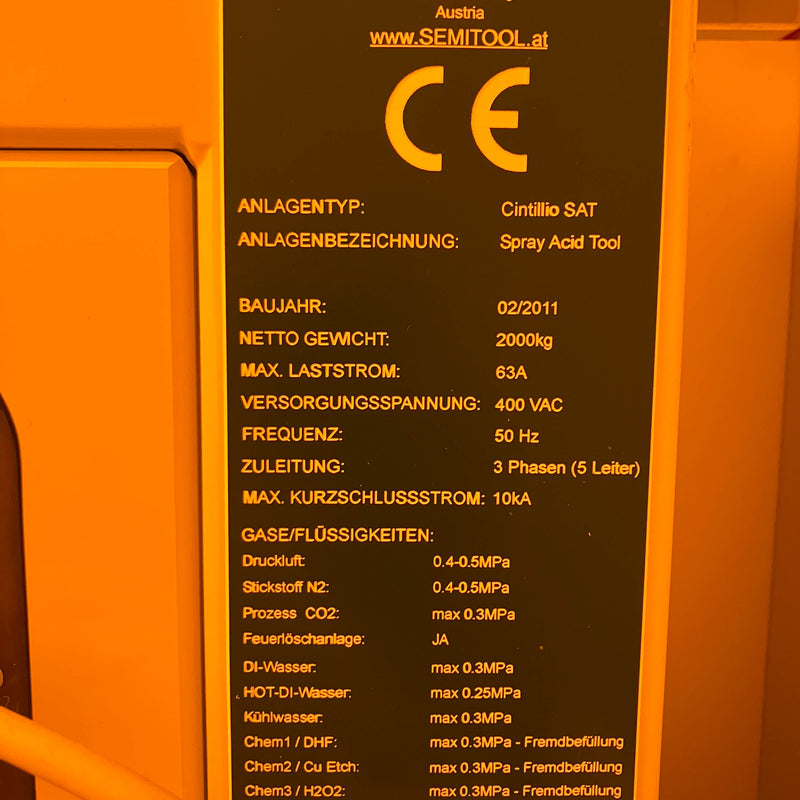 Austria
www.SEMITOOL.at
CE
ANLAGENTYP: Cintillio SAT
ANLAGENBEZEICHNUNG: Spray Acid Tool
BAUJAHR: 02/2011
NETTO GEWICHT: 2000kg
MAX. LASTSTROM: 63A
VERSORGUNGSSPANNUNG: 400 VAC
FREQUENZ: 50 Hz
ZULEITUNG: 3 Phasen (5 Leiter)
MAX. KURZSCHLUSSSTROM: 10kA
GASE/FLÜSSIGKEITEN:
Druckluft: 0.4-0.5MPa
Stickstoff N2: 0.4-0.5MPa
Prozess CO2: max 0.3MPa
Feuerlöschanlage: JA
DI-Wasser: max 0.3MPa
HOT-DI-Wasser: max 0.25MPa
Kühlwasser: max 0.3MPa
Chem1 / DHF: max 0.3MPa - Fremdbefüllung
Chem2 / Cu Etch: max 0.3MPa - Fremdbefüllung
Chem3 / H2O2: max 0.3MPa - Fremdbefüllung